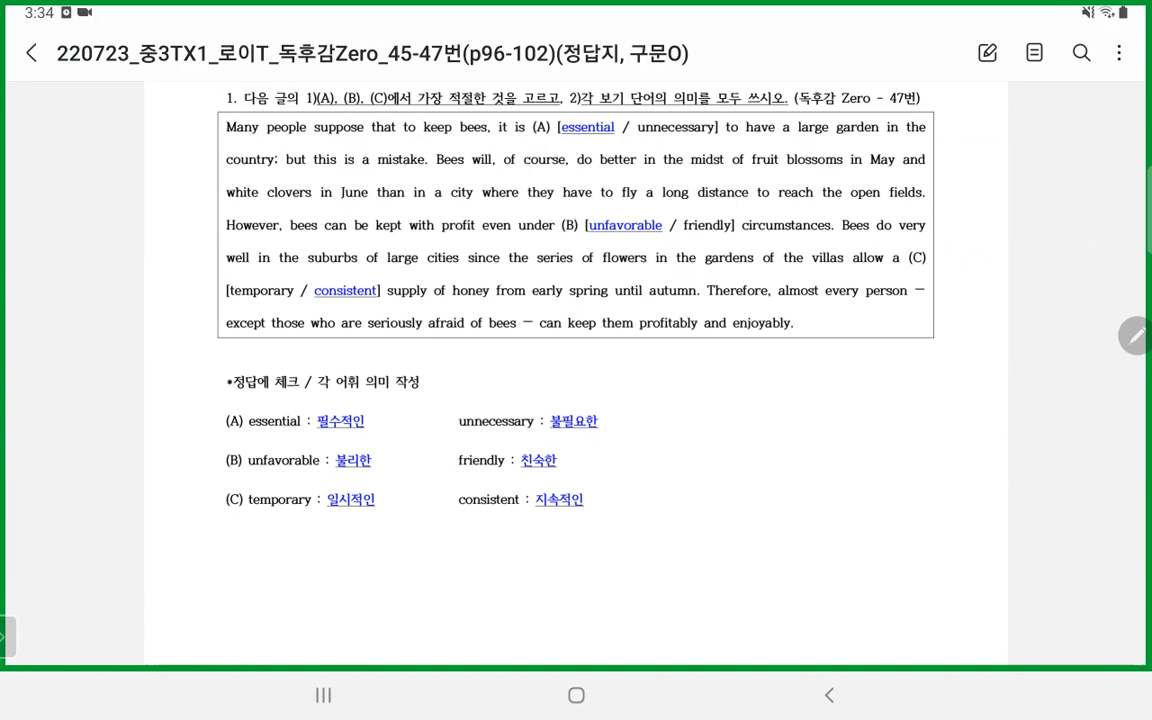 3:34
220723_중3TX1_로이T_독후감Zero_45-47번(p96-102)(정답지, 구문O)
1. 다음 글의 1)(A), (B), (C)에서 가장 적절한 것을 고르고, 2)각 보기 단어의 의미를 모두 쓰시오. (독후감 Zero - 47번)
Many people suppose that to keep bees, it is (A) [essential / unnecessary] to have a large garden in the
country; but this is a mistake. Bees will, of course, do better in the midst of fruit blossoms in May and
white clovers in June than in a city where they have to fly a long distance to reach the open fields.
However, bees can be kept with profit even under (B) [unfavorable / friendly] circumstances. Bees do very
well in the suburbs of large cities since the series of flowers in the gardens of the villas allow a (C)
[temporary / consistent] supply of honey from early spring until autumn. Therefore, almost every person —
except those who are seriously afraid of bees — can keep them profitably and enjoyably.
*정답에 체크 / 각 어휘 의미 작성
(A) essential : 필수적인 unnecessary : 불필요한
(B) unfavorable : 불리한 friendly : 친숙한
(C) temporary : 일시적인 consistent : 지속적인